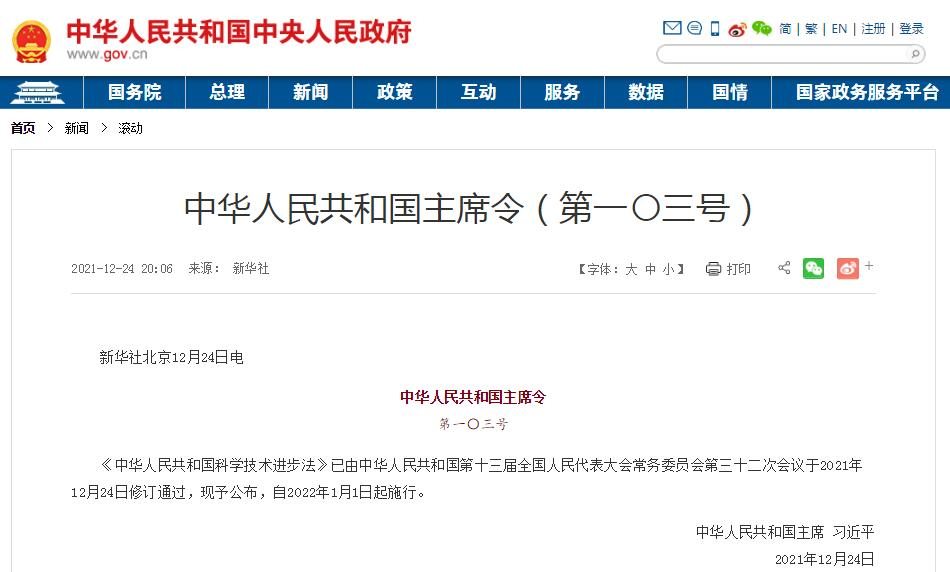 中华人民共和国中央人民政府
www.gov.cn
简 | 繁 | EN | 注册 | 登录
国务院 总理 新闻 政策 互动 服务 数据 国情 国家政务服务平台
首页 > 新闻 > 滚动
中华人民共和国主席令（第一〇三号）
2021-12-24 20:06 来源： 新华社 【字体：大 中 小】 打印 +
新华社北京12月24日电
中华人民共和国主席令
第一〇三号
《中华人民共和国科学技术进步法》已由中华人民共和国第十三届全国人民代表大会常务委员会第三十二次会议于2021年
12月24日修订通过，现予公布，自2022年1月1日起施行。
中华人民共和国主席 习近平
2021年12月24日